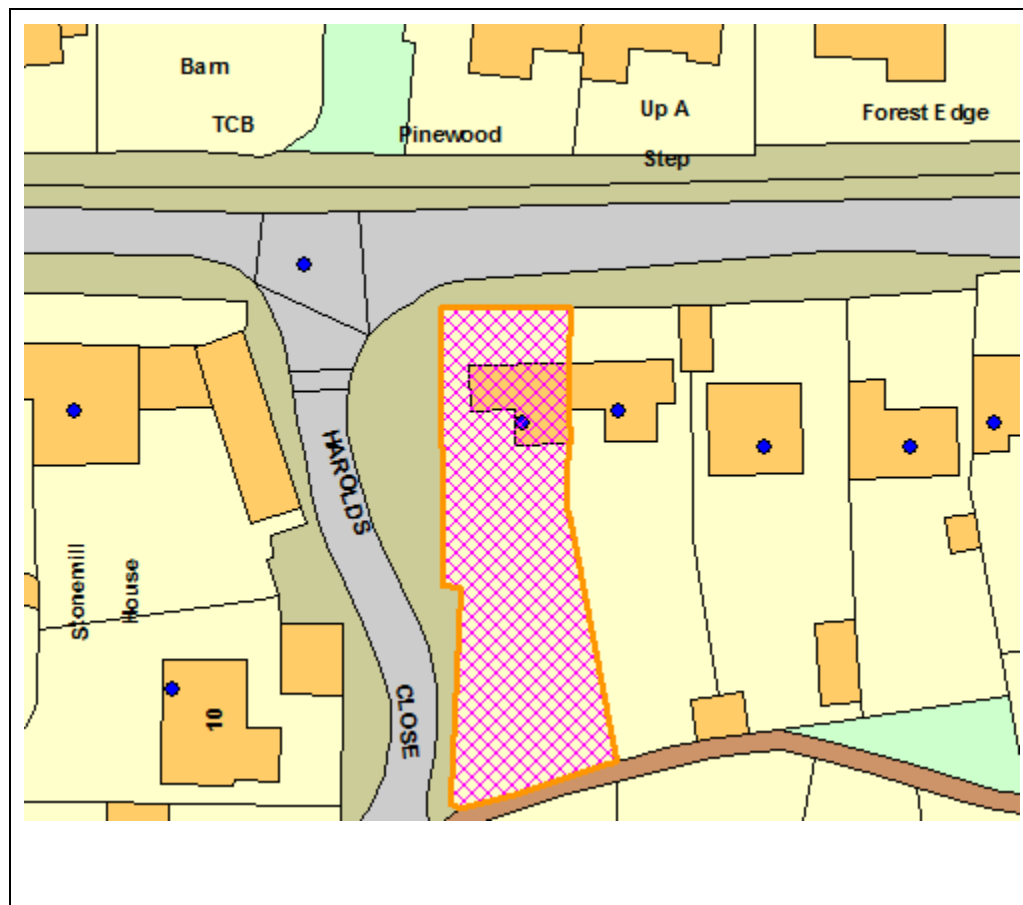 Barn
TCB
Pinewood
Up A
Step
Forest Edge
HAROLDS
CLOSE
Stonemill
House
10